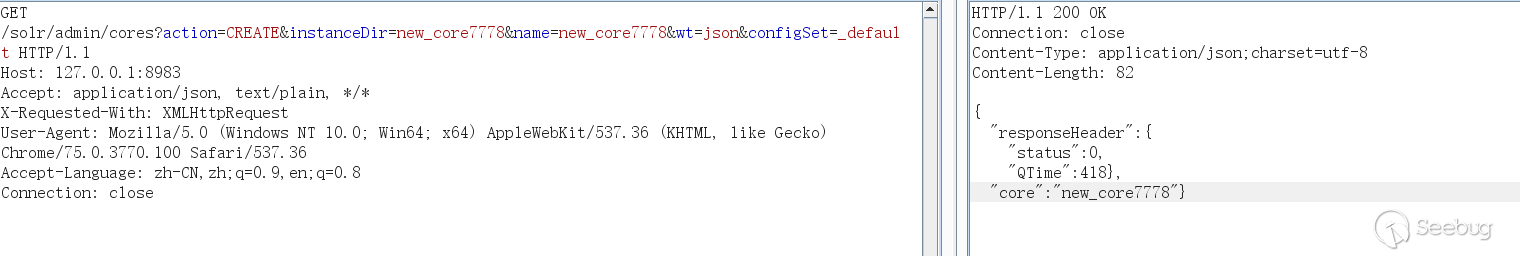 GET
/solr/admin/cores?action=CREATE&instanceDir=new_core7778&name=new_core7778&wt=json&configSet=_defaul
t HTTP/1.1
Host: 127.0.0.1:8983
Accept: application/json, text/plain, */*
X-Requested-With: XMLHttpRequest
User-Agent: Mozilla/5.0 (Windows NT 10.0; Win64; x64) AppleWebKit/537.36 (KHTML, like Gecko)
Chrome/75.0.3770.100 Safari/537.36
Accept-Language: zh-CN,zh;q=0.9,en;q=0.8
Connection: close
HTTP/1.1 200 OK
Connection: close
Content-Type: application/json;charset=utf-8
Content-Length: 82
{
"responseHeader":{
"status":0,
"QTime":418},
"core":"new_core7778"}
Seebug